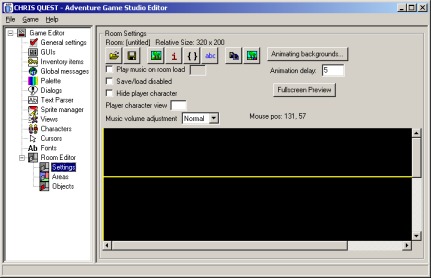 CHRIS QUEST - Adventure Game Studio Editor
File Game Help
Game Editor
General settings
GUIs
Inventory items
Global messages
Palette
Dialogs
Text Parser
Sprite manager
Views
Characters
Cursors
Fonts
Room Editor
Settings
Areas
Objects
Room Settings
Room: [untitled] Relative Size: 320 x 200
i { } abc
Animating backgrounds...
Play music on room load
Animation delay: 5
Save/load disabled
Hide player character
Fullscreen Preview
Player character view
Music volume adjustment Normal
Mouse pos: 131, 57